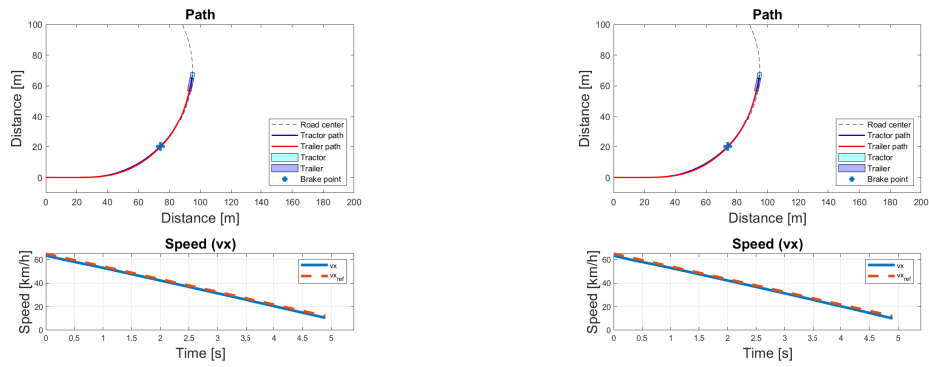 Path
100
80
60
40
20
0
Distance [m]
Road center
Tractor path
Trailer path
Tractor
Trailer
Brake point
0 20 40 60 80 100 120 140 160 180 200
Distance [m]
Speed (vx)
60
40
20
0
Speed [km/h]
vx
vx_ref
0 0.5 1 1.5 2 2.5 3 3.5 4 4.5 5
Time [s]
Path
100
80
60
40
20
0
Distance [m]
Road center
Tractor path
Trailer path
Tractor
Trailer
Brake point
0 20 40 60 80 100 120 140 160 180 200
Distance [m]
Speed (vx)
60
40
20
0
Speed [km/h]
vx
vx_ref
0 0.5 1 1.5 2 2.5 3 3.5 4 4.5 5
Time [s]